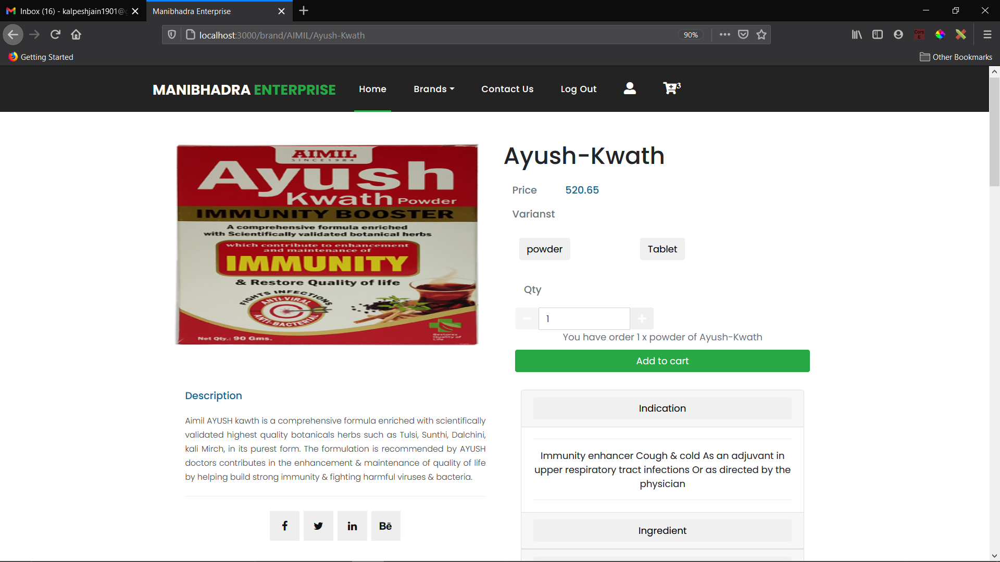 Inbox (16) - kalpeshjain1901@g
Manibhadra Enterprise
localhost:3000/brand/AIMIL/Ayush-Kwath
90%
Cors
E
Getting Started
Other Bookmarks
MANIBHADRA ENTERPRISE
Home
Brands
Contact Us
Log Out
3
AIMIL
SINCE1984
Ayush
Kwath Powder
IMMUNITY BOOSTER
A comprehensive formula enriched
with Scientifically validated botanical herbs
which contribute to enhancement
and maintenance of
IMMUNITY
& Restore Quality of life
FIGHTS INFECTIONS
ANTI-VIRAL
ANTI-BACTERIAL
Restores
Quality of
Life
Net Qty.: 90 Gms.
Ayush-Kwath
Price 520.65
Varianst
powder
Tablet
Qty
1
You have order 1 x powder of Ayush-Kwath
Add to cart
Description
Aimil AYUSH kawth is a comprehensive formula enriched with scientifically
validated highest quality botanicals herbs such as Tulsi, Sunthi, Dalchini,
kali Mirch, in its purest form. The formulation is recommended by AYUSH
doctors contributes in the enhancement & maintenance of quality of life
by helping build strong immunity & fighting harmful viruses & bacteria.
Bē
Indication
Immunity enhancer Cough & cold As an adjuvant in
upper respiratory tract infections Or as directed by the
physician
Ingredient